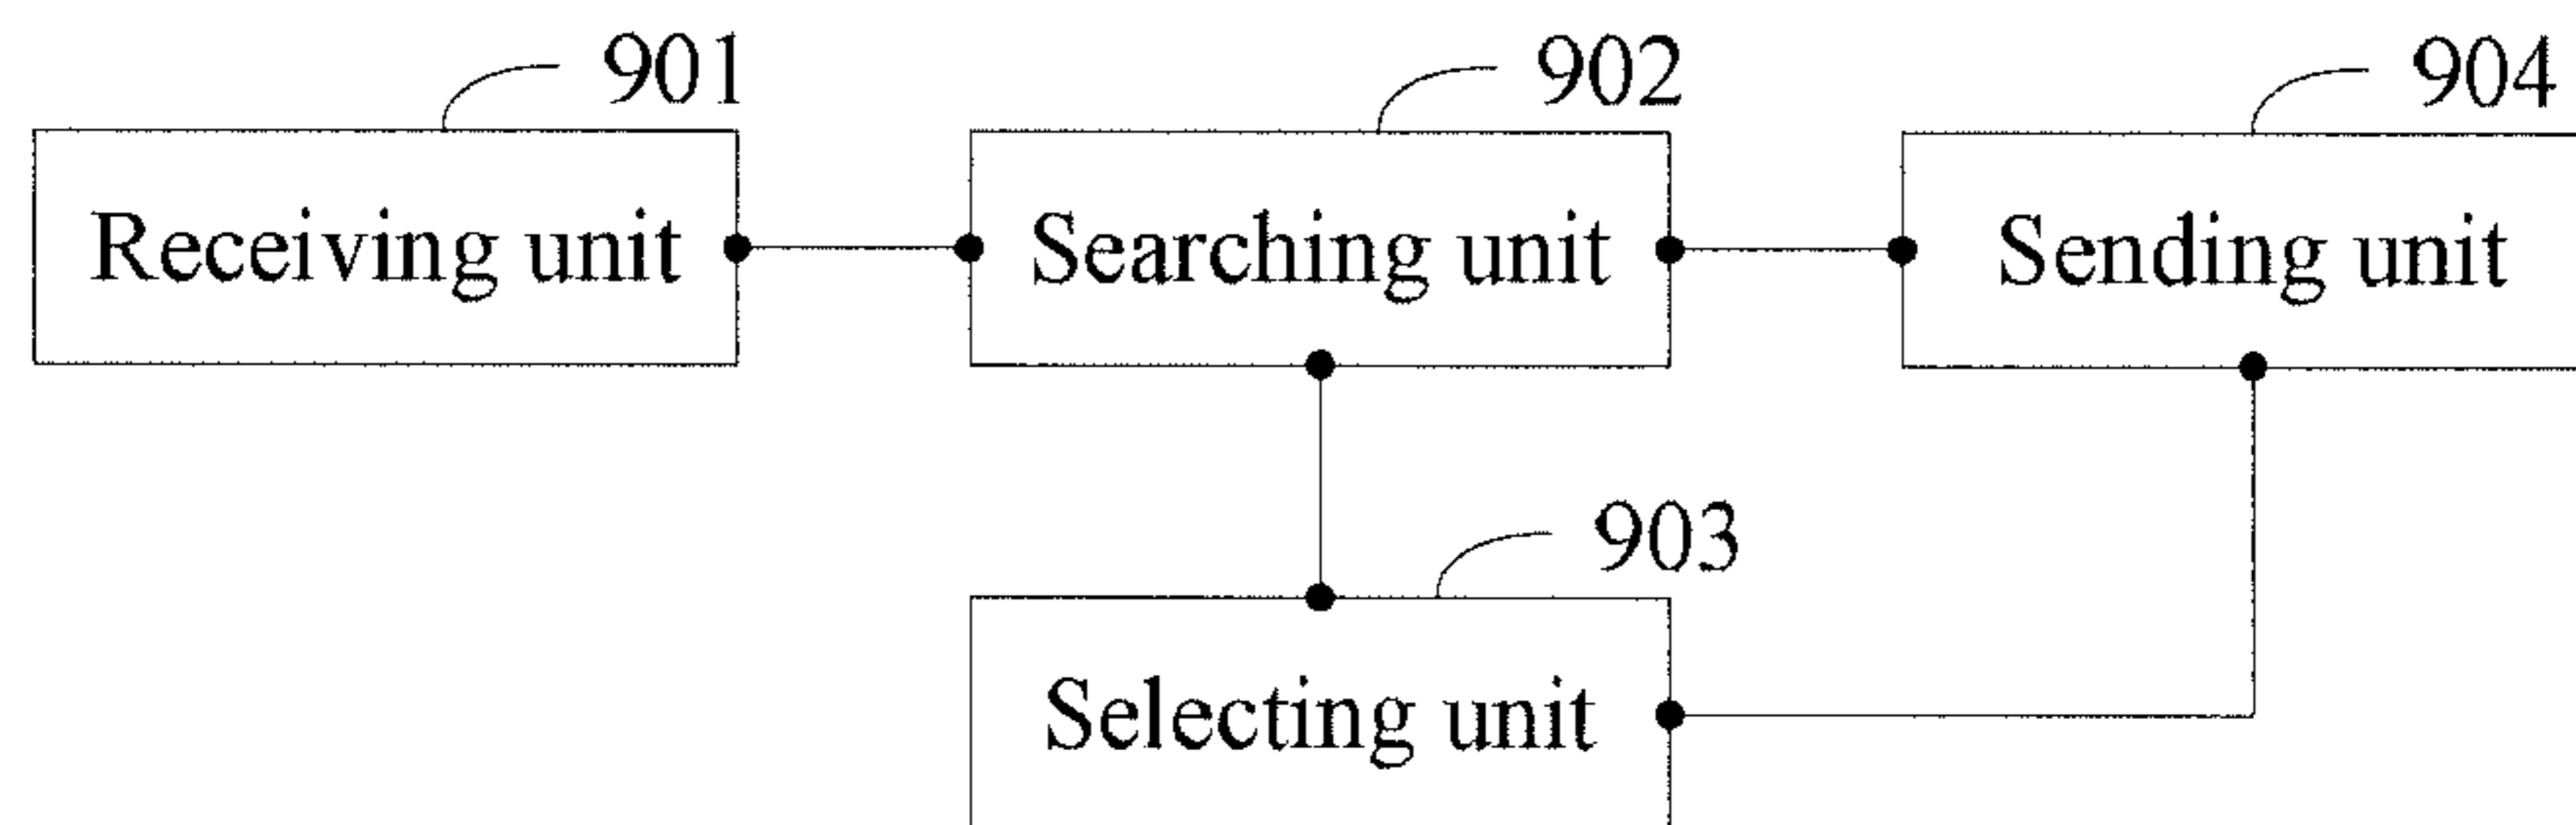 901
902
904
Receiving unit
Searching unit
Sending unit
903
Selecting unit